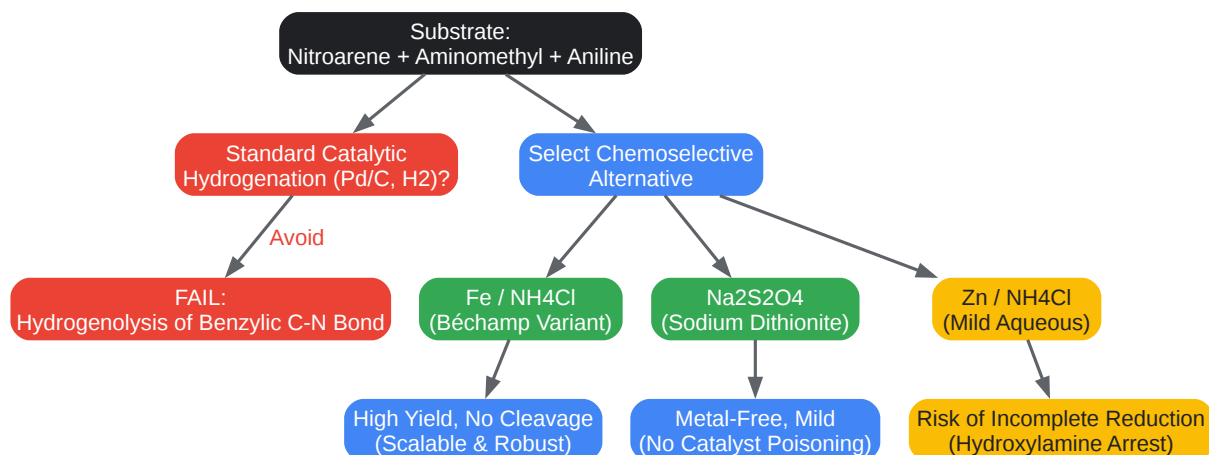 Substrate:
Nitroarene + Aminomethyl + Aniline
Standard Catalytic
Hydrogenation (Pd/C, H2)?
Select Chemoselective
Alternative
Avoid
FAIL:
Hydrogenolysis of Benzylic C-N Bond
Fe / NH4Cl
(Béchamp Variant)
Na2S2O4
(Sodium Dithionite)
Zn / NH4Cl
(Mild Aqueous)
High Yield, No Cleavage
(Scalable & Robust)
Metal-Free, Mild
(No Catalyst Poisoning)
Risk of Incomplete Reduction
(Hydroxylamine Arrest)